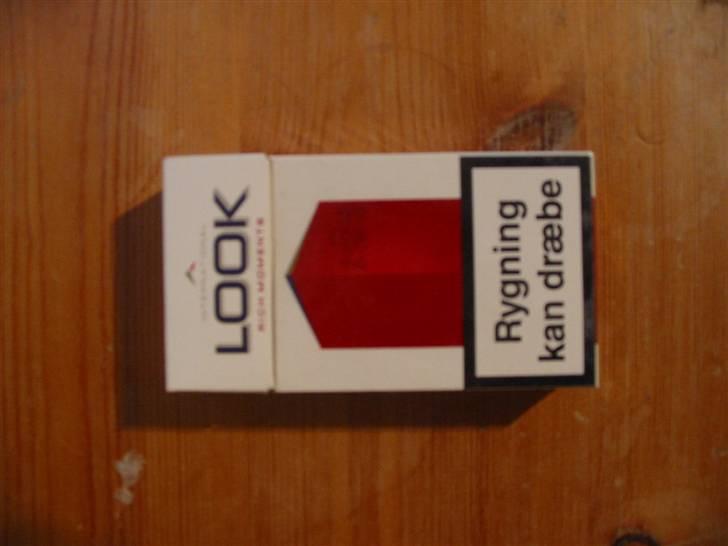 INTERNATIONAL
LOOK
RICH MOMENTS
Rygning
kan dræbe